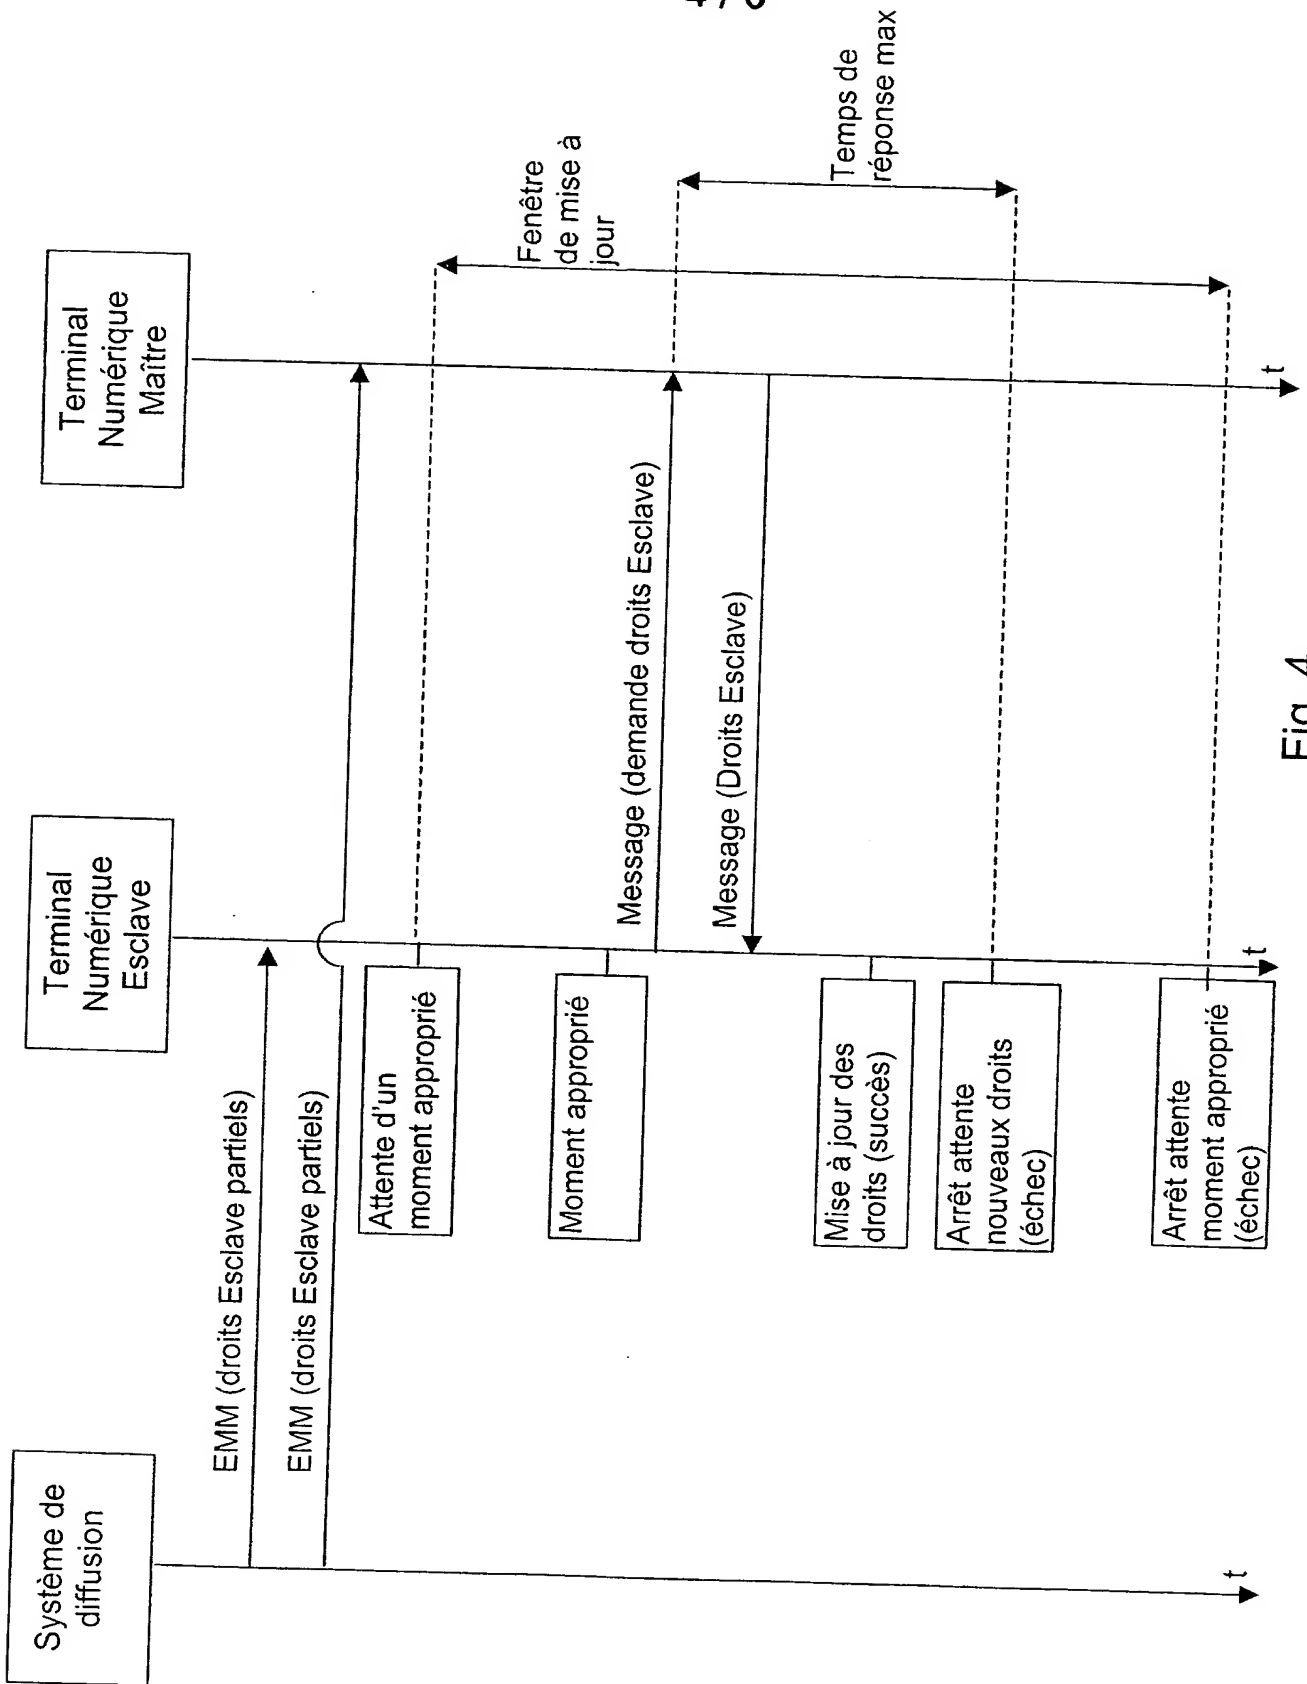 Système de
diffusion
Terminal
Numérique
Esclave
Terminal
Numérique
Maître
EMM (droits Esclave partiels)
EMM (droits Esclave partiels)
Attente d'un
moment approprié
Fenêtre
de mise à
jour
Moment approprié
Message (demande droits Esclave)
Message (Droits Esclave)
Temps de
réponse max
Mise à jour des
droits (succès)
Arrêt attente
nouveaux droits
(échec)
Arrêt attente
moment approprié
(échec)
t
t
t